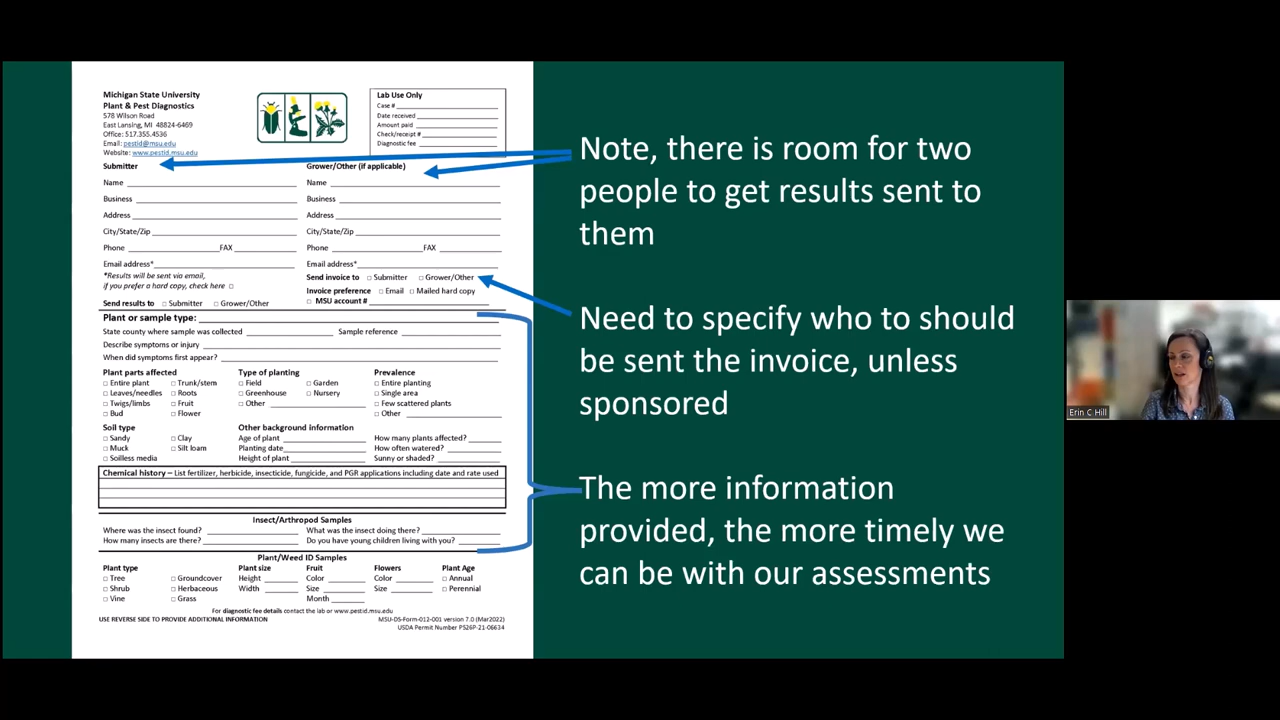 Michigan State University
Plant & Pest Diagnostics
578 Wilson Road
East Lansing, MI 48824-6469
Office: 517.355.4536
Email: pestid@msu.edu
Website: www.pestid.msu.edu
Lab Use Only
Case #
Date received
Amount paid
Check/receipt #
Diagnostic fee
Submitter
Name
Business
Address
City/State/Zip
Phone FAX
Email address*
*Results will be sent via email,
if you prefer a hard copy, check here □
Send results to □ Submitter □ Grower/Other
Grower/Other (if applicable)
Name
Business
Address
City/State/Zip
Phone FAX
Email address*
Send invoice to □ Submitter □ Grower/Other
Invoice preference □ Email □ Mailed hard copy
□ MSU account #
Plant or sample type:
State county where sample was collected Sample reference
Describe symptoms or injury
When did symptoms first appear?
Plant parts affected
□ Entire plant □ Trunk/stem
□ Leaves/needles □ Roots
□ Twigs/limbs □ Fruit
□ Bud □ Flower
Type of planting
□ Field □ Garden
□ Greenhouse □ Nursery
□ Other
Prevalence
□ Entire planting
□ Single area
□ Few scattered plants
□ Other
Soil type
□ Sandy □ Clay
□ Muck □ Silt loam
□ Soilless media
Other background information
Age of plant How many plants affected?
Planting date How often watered?
Height of plant Sunny or shaded?
Chemical history – List fertilizer, herbicide, insecticide, fungicide, and PGR applications including date and rate used
Insect/Arthropod Samples
Where was the insect found? What was the insect doing there?
How many insects are there? Do you have young children living with you?
Plant/Weed ID Samples
Plant type
□ Tree □ Groundcover
□ Shrub □ Herbaceous
□ Vine □ Grass
Plant size
Height
Width
Fruit
Color
Size
Month
Flowers
Color
Size
Plant Age
□ Annual
□ Perennial
For diagnostic fee details contact the lab or www.pestid.msu.edu
USE REVERSE SIDE TO PROVIDE ADDITIONAL INFORMATION
MSU-DS-Form-012-001 version 7.0 (Mar2022)
USDA Permit Number P526P-21-06634
Note, there is room for two
people to get results sent to
them
Need to specify who to should
be sent the invoice, unless
sponsored
The more information
provided, the more timely we
can be with our assessments
Erin C Hill